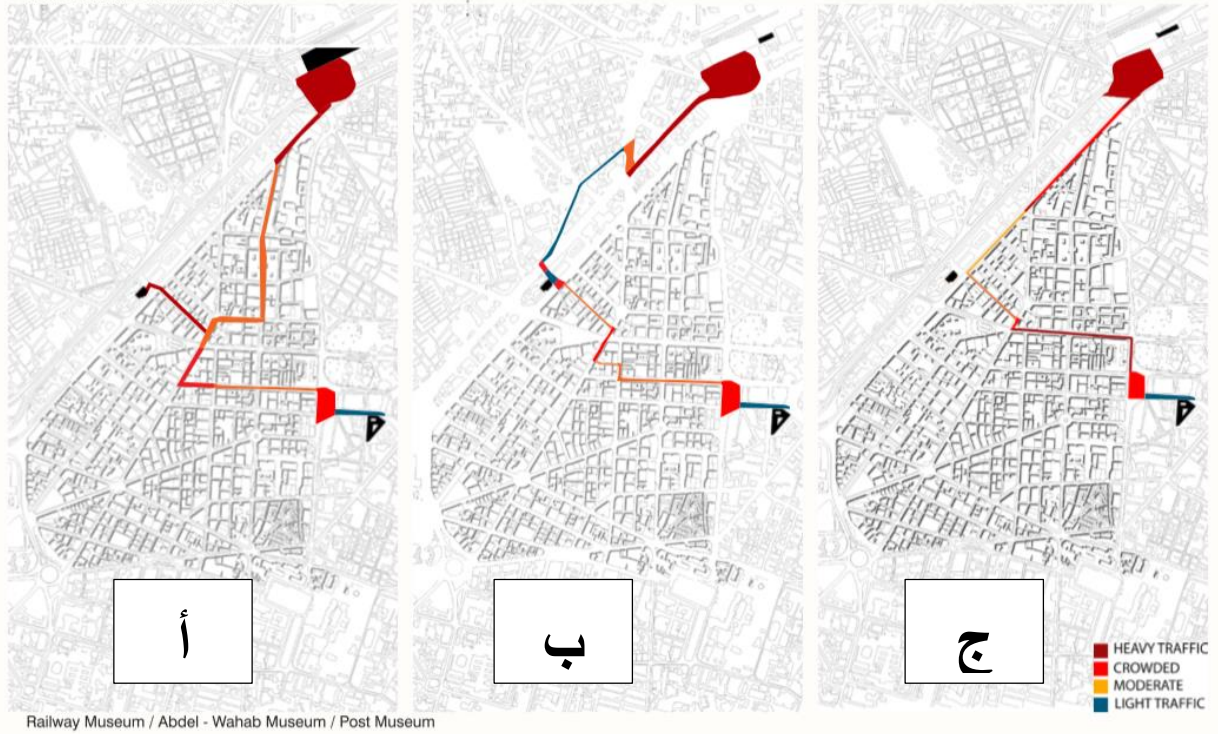 أ
ب
ج
HEAVY TRAFFIC
CROWDED
MODERATE
LIGHT TRAFFIC
Railway Museum / Abdel - Wahab Museum / Post Museum